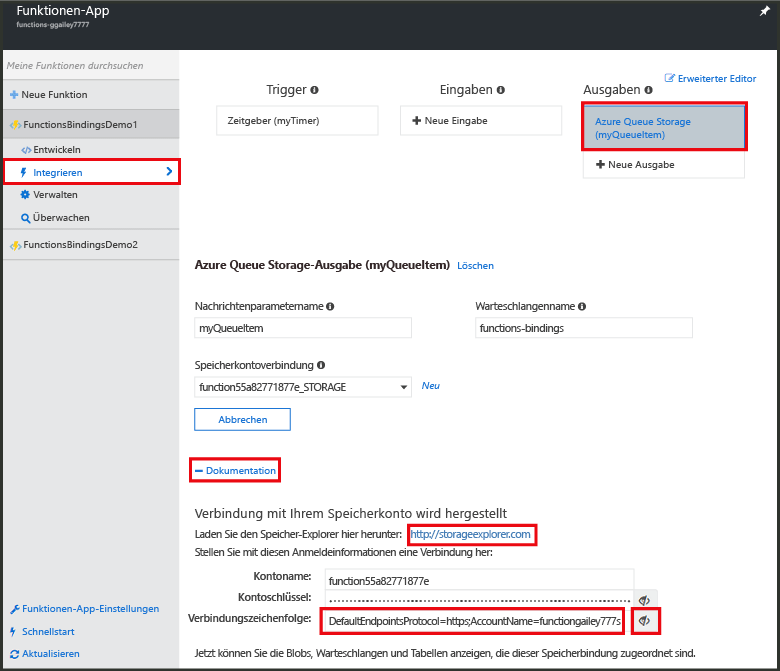 Funktionen-App
functions-ggailey7777
Meine Funktionen durchsuchen
Neue Funktion
FunctionsBindingsDemo1
Entwickeln
Integrieren
Verwalten
Überwachen
FunctionsBindingsDemo2
Funktionen-App-Einstellungen
Schnellstart
Aktualisieren
Erweiterter Editor
Trigger
Eingaben
Ausgaben
Zeitgeber (myTimer)
Neue Eingabe
Azure Queue Storage
(myQueueItem)
Neue Ausgabe
Azure Queue Storage-Ausgabe (myQueueItem) Löschen
Nachrichtenparametername
Warteschlangenname
myQueueItem
functions-bindings
Speicherkontoverbindung
function55a82771877e_STORAGE
Neu
Abbrechen
Dokumentation
Verbindung mit Ihrem Speicherkonto wird hergestellt
Laden Sie den Speicher-Explorer hier herunter: http://storageexplorer.com
Stellen Sie mit diesen Anmeldeinformationen eine Verbindung her:
Kontoname: function55a82771877e
Kontoschlüssel:
Verbindungszeichenfolge: DefaultEndpointsProtocol=https;AccountName=functiongailey777s
Jetzt können Sie die Blobs, Warteschlangen und Tabellen anzeigen, die dieser Speicherbindung zugeordnet sind.